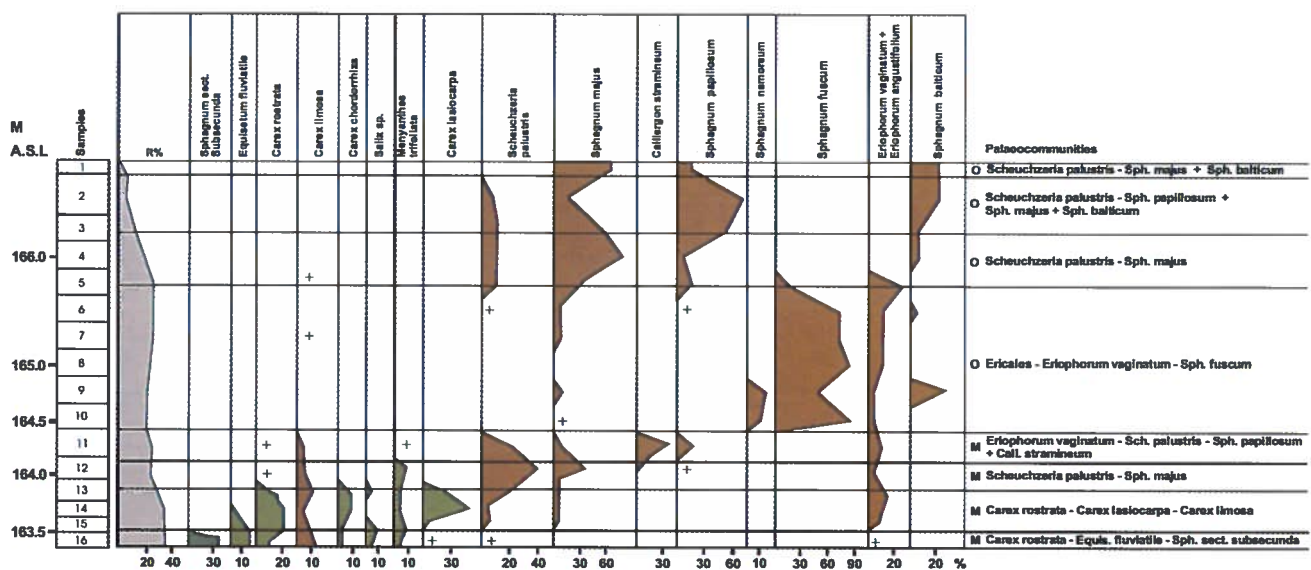 M
A.S.L
Samples
R%
Sphagnum sect.
Subsecunda
Equisetum fluviatile
Carex rostrata
Carex limosa
Carex chordorrhiza
Salix sp.
Menyanthes
trifoliata
Carex lasiocarpa
Scheuchzeria
palustris
Sphagnum majus
Calliergon stramineum
Sphagnum papillosum
Sphagnum nemoreum
Sphagnum fuscum
Eriophorum vaginatum +
Eriophorum angustifolium
Sphagnum balticum
Palaeocommunities
1
O Scheuchzeria palustris - Sph. majus + Sph. balticum
2
O Scheuchzeria palustris - Sph. papillosum +
Sph. majus + Sph. balticum
3
166.0
4
O Scheuchzeria palustris - Sph. majus
5
+
6
+ +
7
+
165.0
8
O Ericales - Eriophorum vaginatum - Sph. fuscum
9
164.5
10
+
11
+ +
M Eriophorum vaginatum - Sch. palustris - Sph. papillosum
+ Call. stramineum
164.0
12
+ +
M Scheuchzeria palustris - Sph. majus
13
14
M Carex rostrata - Carex lasiocarpa - Carex limosa
15
163.5
16
+ + +
M Carex rostrata - Equis. fluviatile - Sph. sect. subsecunda
20 40 30 10 20 10 10 10 10 30 20 40 30 60 30 30 60 10 30 60 90 20 20 %